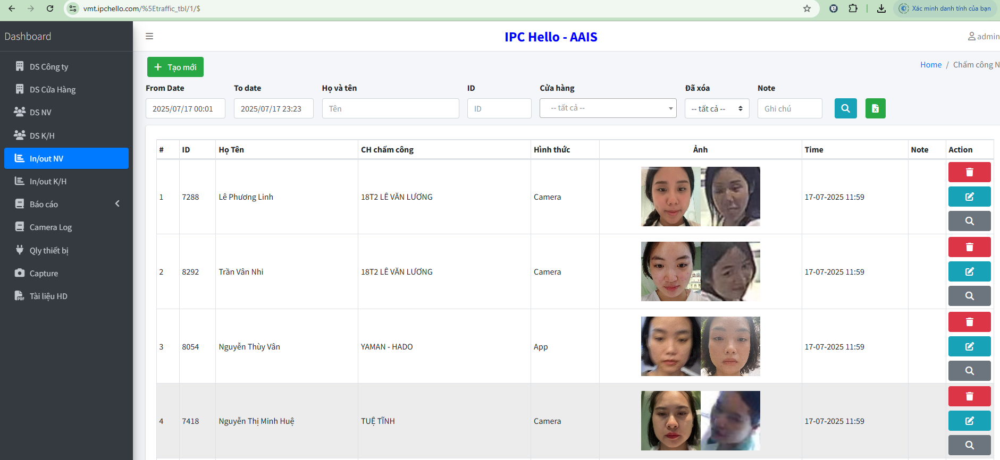 vmt.ipchello.com/%5Etraffic_tbl/1/$
Xác minh danh tính của bạn
Dashboard
IPC Hello - AAIS
admin
DS Công ty
DS Cửa Hàng
DS NV
DS K/H
In/out NV
In/out K/H
Báo cáo
Camera Log
Qly thiết bị
Capture
Tài liệu HD
Tạo mới
Home / Chấm công N
From Date To date Họ và tên ID Cửa hàng Đã xóa Note
2025/07/17 00:01 2025/07/17 23:23 Tên ID -- tất cả -- -- tất cả -- Ghi chú
# ID Họ Tên CH chấm công Hình thức Ảnh Time Note Action
1 7288 Lê Phương Linh 18T2 LÊ VĂN LƯƠNG Camera 17-07-2025 11:59
2 8292 Trần Vân Nhi 18T2 LÊ VĂN LƯƠNG Camera 17-07-2025 11:59
3 8054 Nguyễn Thùy Vân YAMAN - HADO App 17-07-2025 11:59
4 7418 Nguyễn Thị Minh Huệ TUỆ TĨNH Camera 17-07-2025 11:59